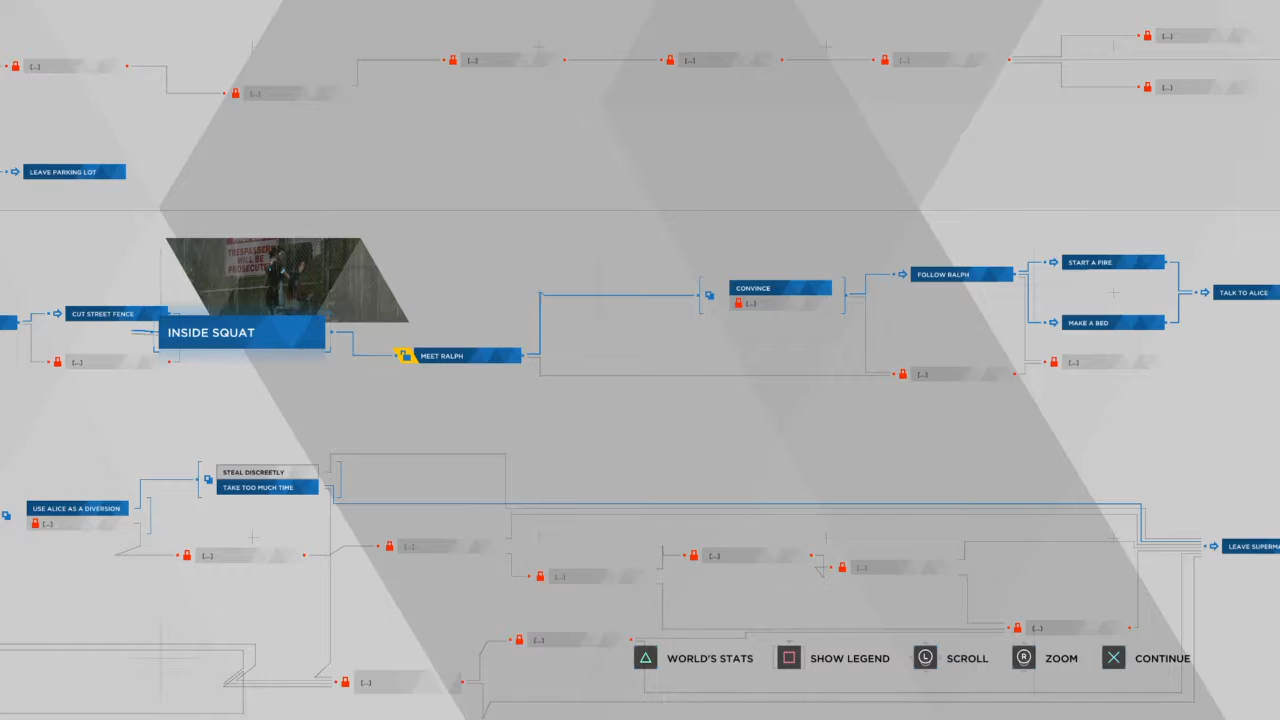 [...]
[...]
[...]
[...]
[...]
[...]
[...]
LEAVE PARKING LOT
TRESPASSERS
WILL BE
PROSECUTED
START A FIRE
FOLLOW RALPH
CONVINCE
[...]
TALK TO ALICE
CUT STREET FENCE
INSIDE SQUAT
MAKE A BED
MEET RALPH
[...]
[...]
[...]
STEAL DISCREETLY
TAKE TOO MUCH TIME
USE ALICE AS A DIVERSION
[...]
[...]
[...]
[...]
[...]
[...]
LEAVE SUPERMA
[...]
[...]
[...]
WORLD'S STATS
SHOW LEGEND
L
SCROLL
R
ZOOM
CONTINUE